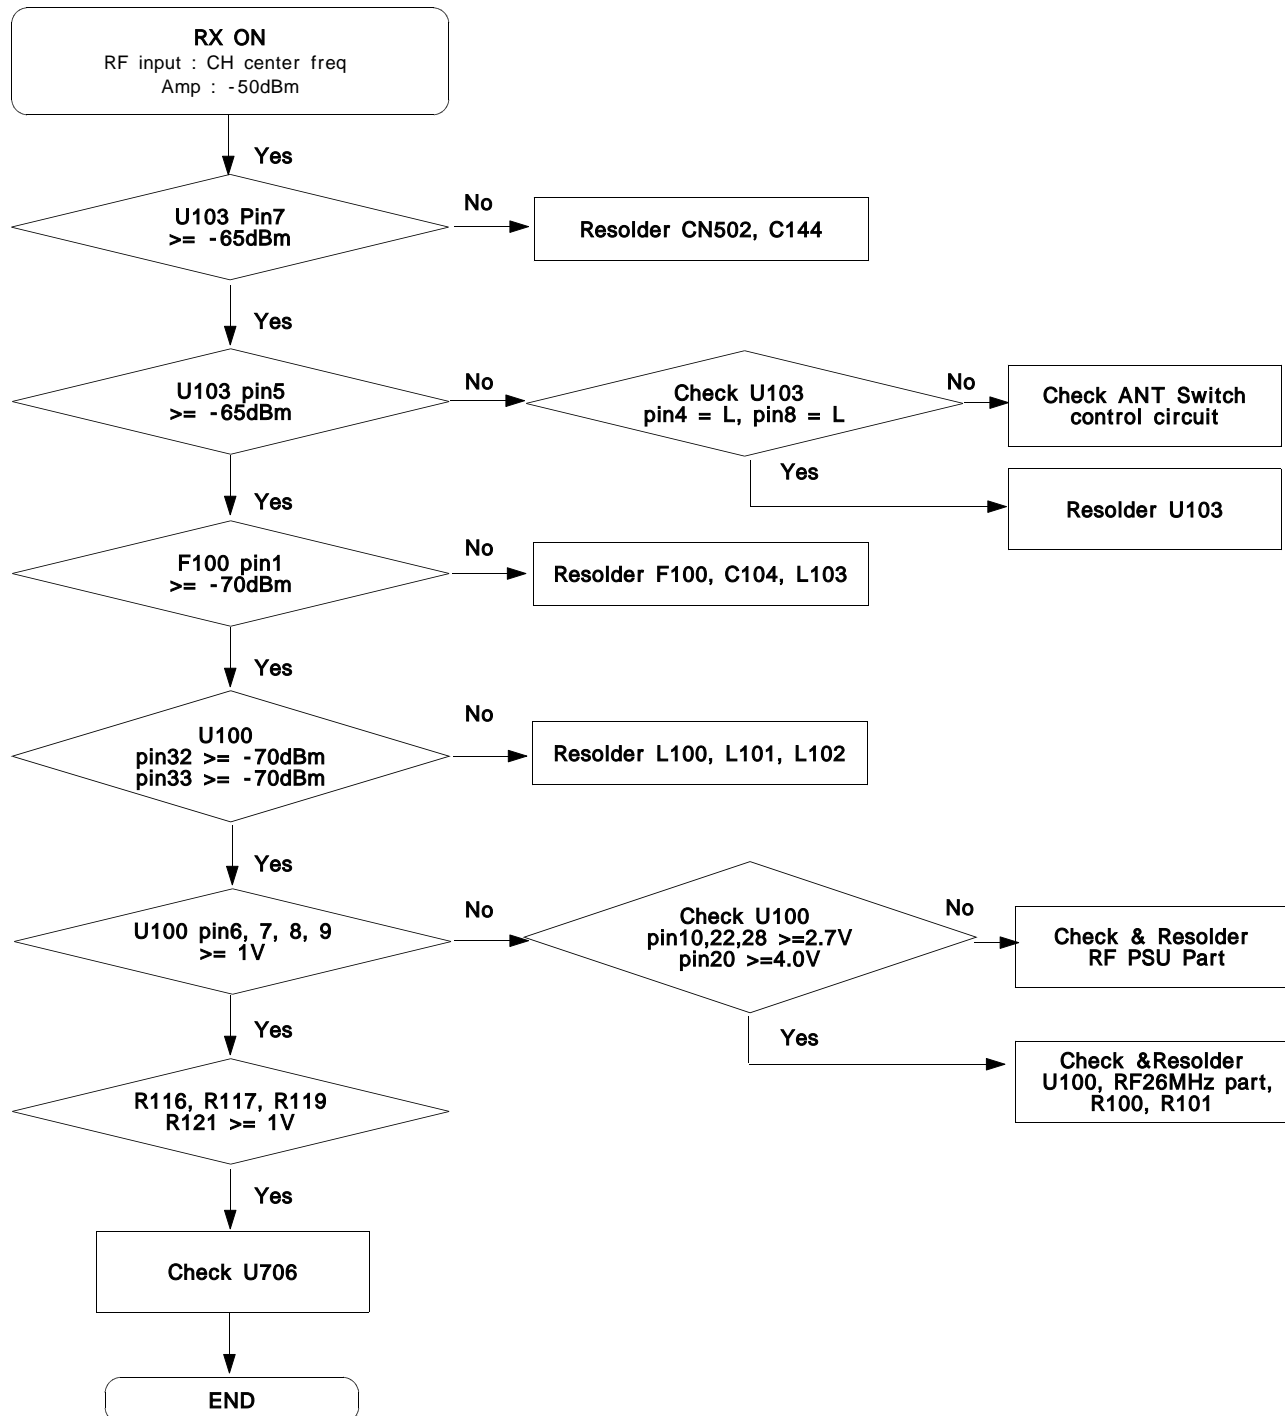 RX ON
RF input : CH center freq
Amp : -50dBm
Yes
U103 Pin7
>= -65dBm
No
Resolder CN502, C144
Yes
U103 pin5
>= -65dBm
No
Check U103
pin4 = L, pin8 = L
No
Check ANT Switch
control circuit
Yes
Resolder U103
Yes
F100 pin1
>= -70dBm
No
Resolder F100, C104, L103
Yes
U100
pin32 >= -70dBm
pin33 >= -70dBm
No
Resolder L100, L101, L102
Yes
U100 pin6, 7, 8, 9
>= 1V
No
Check U100
pin10,22,28 >=2.7V
pin20 >=4.0V
No
Check & Resolder
RF PSU Part
Yes
Check &Resolder
U100, RF26MHz part,
R100, R101
Yes
R116, R117, R119
R121 >= 1V
Yes
Check U706
END